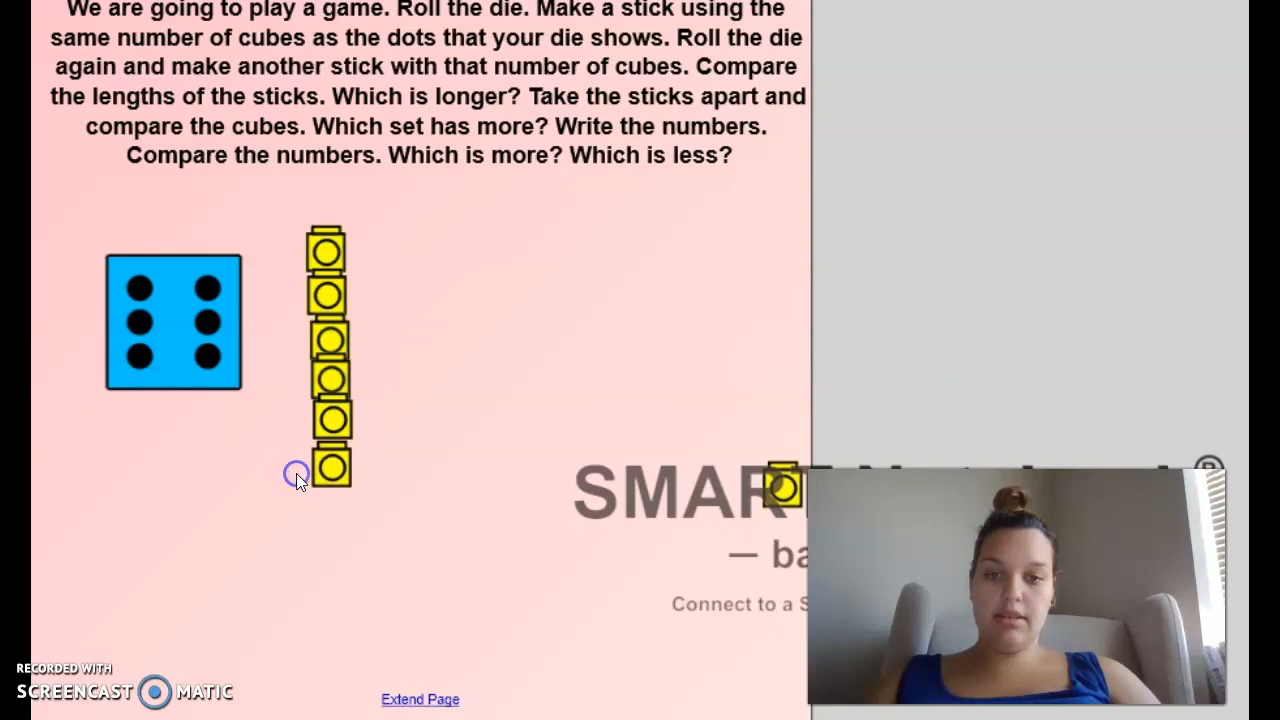 We are going to play a game. Roll the die. Make a stick using the
same number of cubes as the dots that your die shows. Roll the die
again and make another stick with that number of cubes. Compare
the lengths of the sticks. Which is longer? Take the sticks apart and
compare the cubes. Which set has more? Write the numbers.
Compare the numbers. Which is more? Which is less?
SMAR
— ba
Connect to a S
®
Extend Page
RECORDED WITH
SCREENCAST MATIC